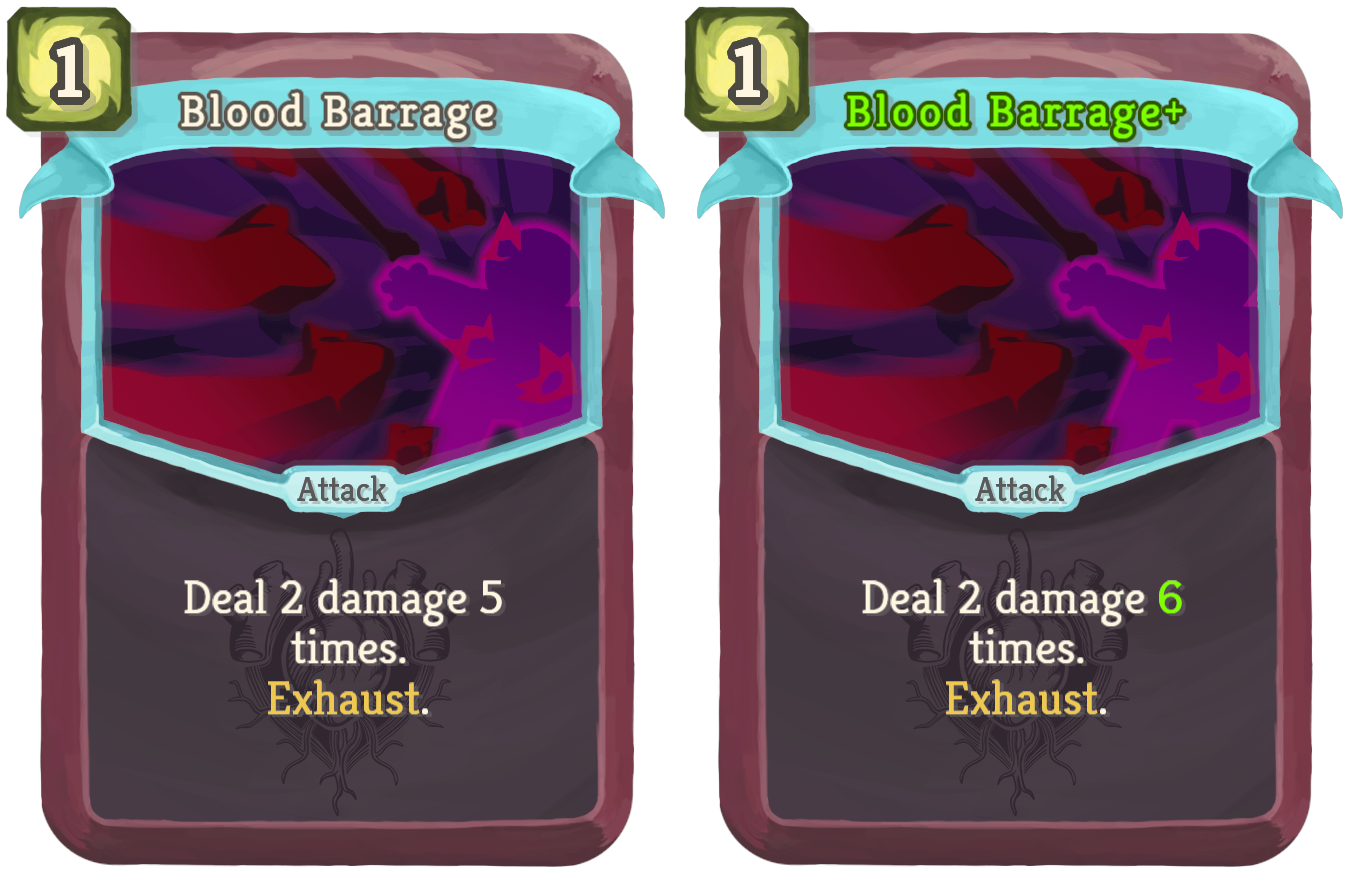 1
Blood Barrage
Attack
Deal 2 damage 5
times.
Exhaust.
1
Blood Barrage+
Attack
Deal 2 damage 6
times.
Exhaust.